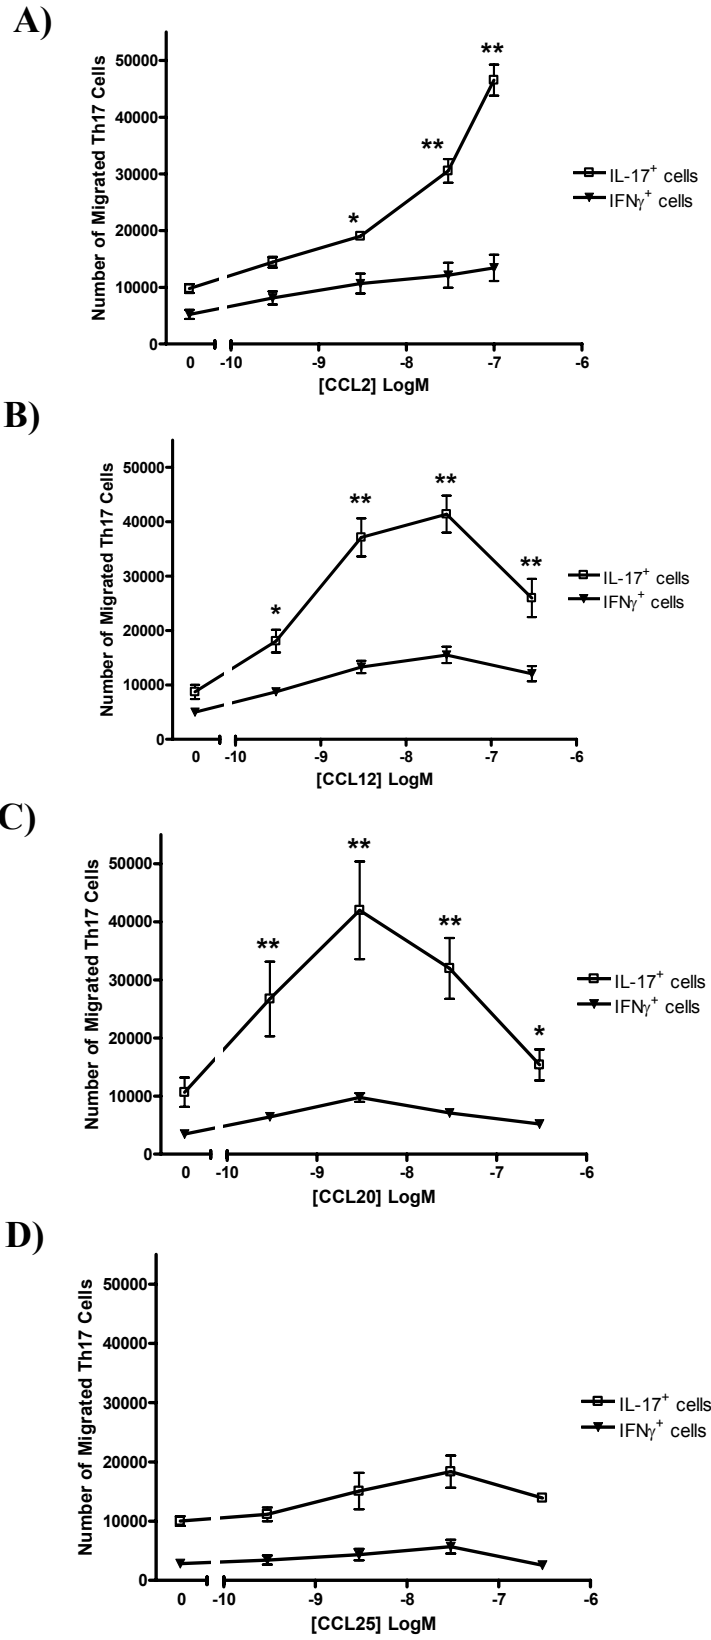 A)
Number of Migrated Th17 Cells
50000
40000
30000
20000
10000
0
**
**
*
IL-17+ cells
IFNγ+ cells
0 -10 -9 -8 -7 -6
[CCL2] LogM
B)
Number of Migrated Th17 Cells
50000
40000
30000
20000
10000
0
**
**
**
*
IL-17+ cells
IFNγ+ cells
0 -10 -9 -8 -7 -6
[CCL12] LogM
C)
Number of Migrated Th17 Cells
50000
40000
30000
20000
10000
0
**
**
**
*
IL-17+ cells
IFNγ+ cells
0 -10 -9 -8 -7 -6
[CCL20] LogM
D)
Number of Migrated Th17 Cells
50000
40000
30000
20000
10000
0
IL-17+ cells
IFNγ+ cells
0 -10 -9 -8 -7 -6
[CCL25] LogM